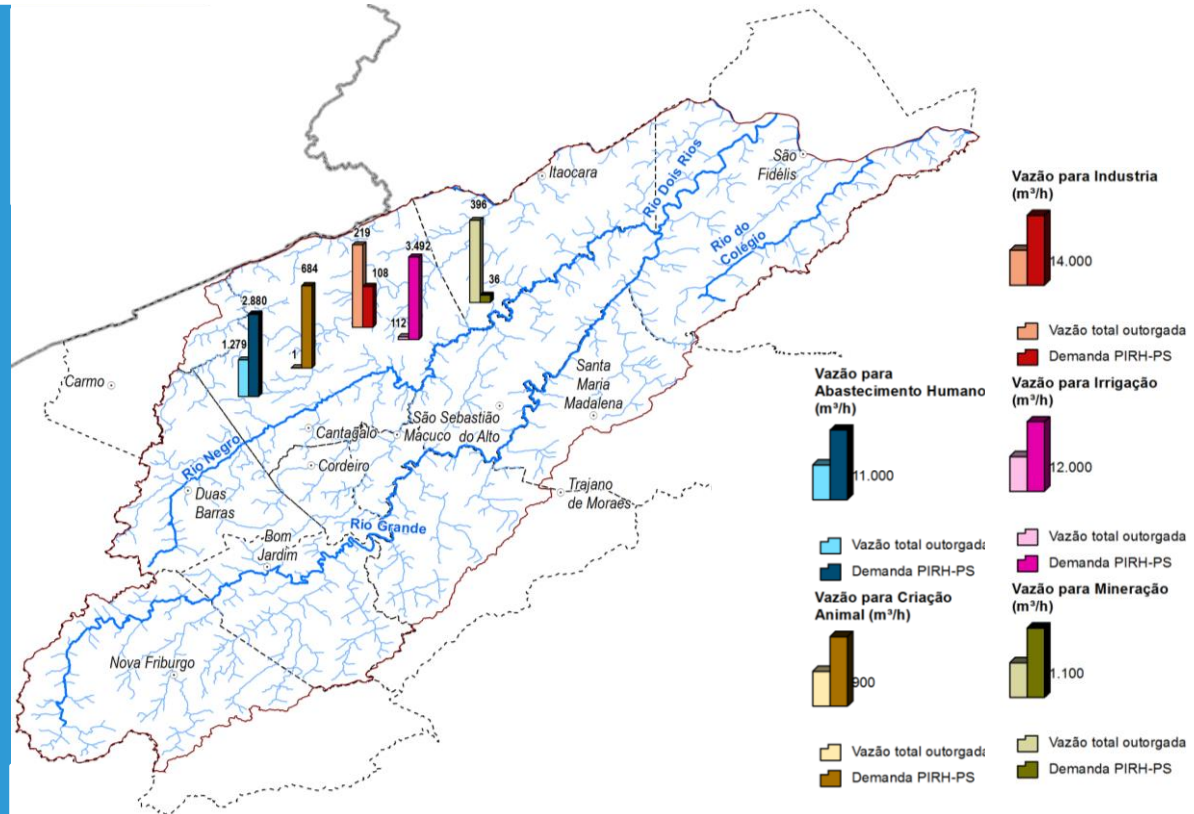 Itaocara
São
Fidélis
Rio Dois Rios
Rio do
Colégio
396
36
219
108
3.492
112
684
1
2.880
1.279
Carmo
Santa
Maria
Madalena
São Sebastião
do Alto
Cantagalo
Macuco
Cordeiro
Rio Negro
Duas
Barras
Trajano
de Moraes
Rio Grande
Bom
Jardim
Nova Friburgo
Vazão para Industria
(m³/h)
14.000
Vazão total outorgada
Demanda PIRH-PS
Vazão para
Abastecimento Humano
(m³/h)
11.000
Vazão total outorgada
Demanda PIRH-PS
Vazão para Irrigação
(m³/h)
12.000
Vazão total outorgada
Demanda PIRH-PS
Vazão para Criação
Animal (m³/h)
900
Vazão total outorgada
Demanda PIRH-PS
Vazão para Mineração
(m³/h)
1.100
Vazão total outorgada
Demanda PIRH-PS